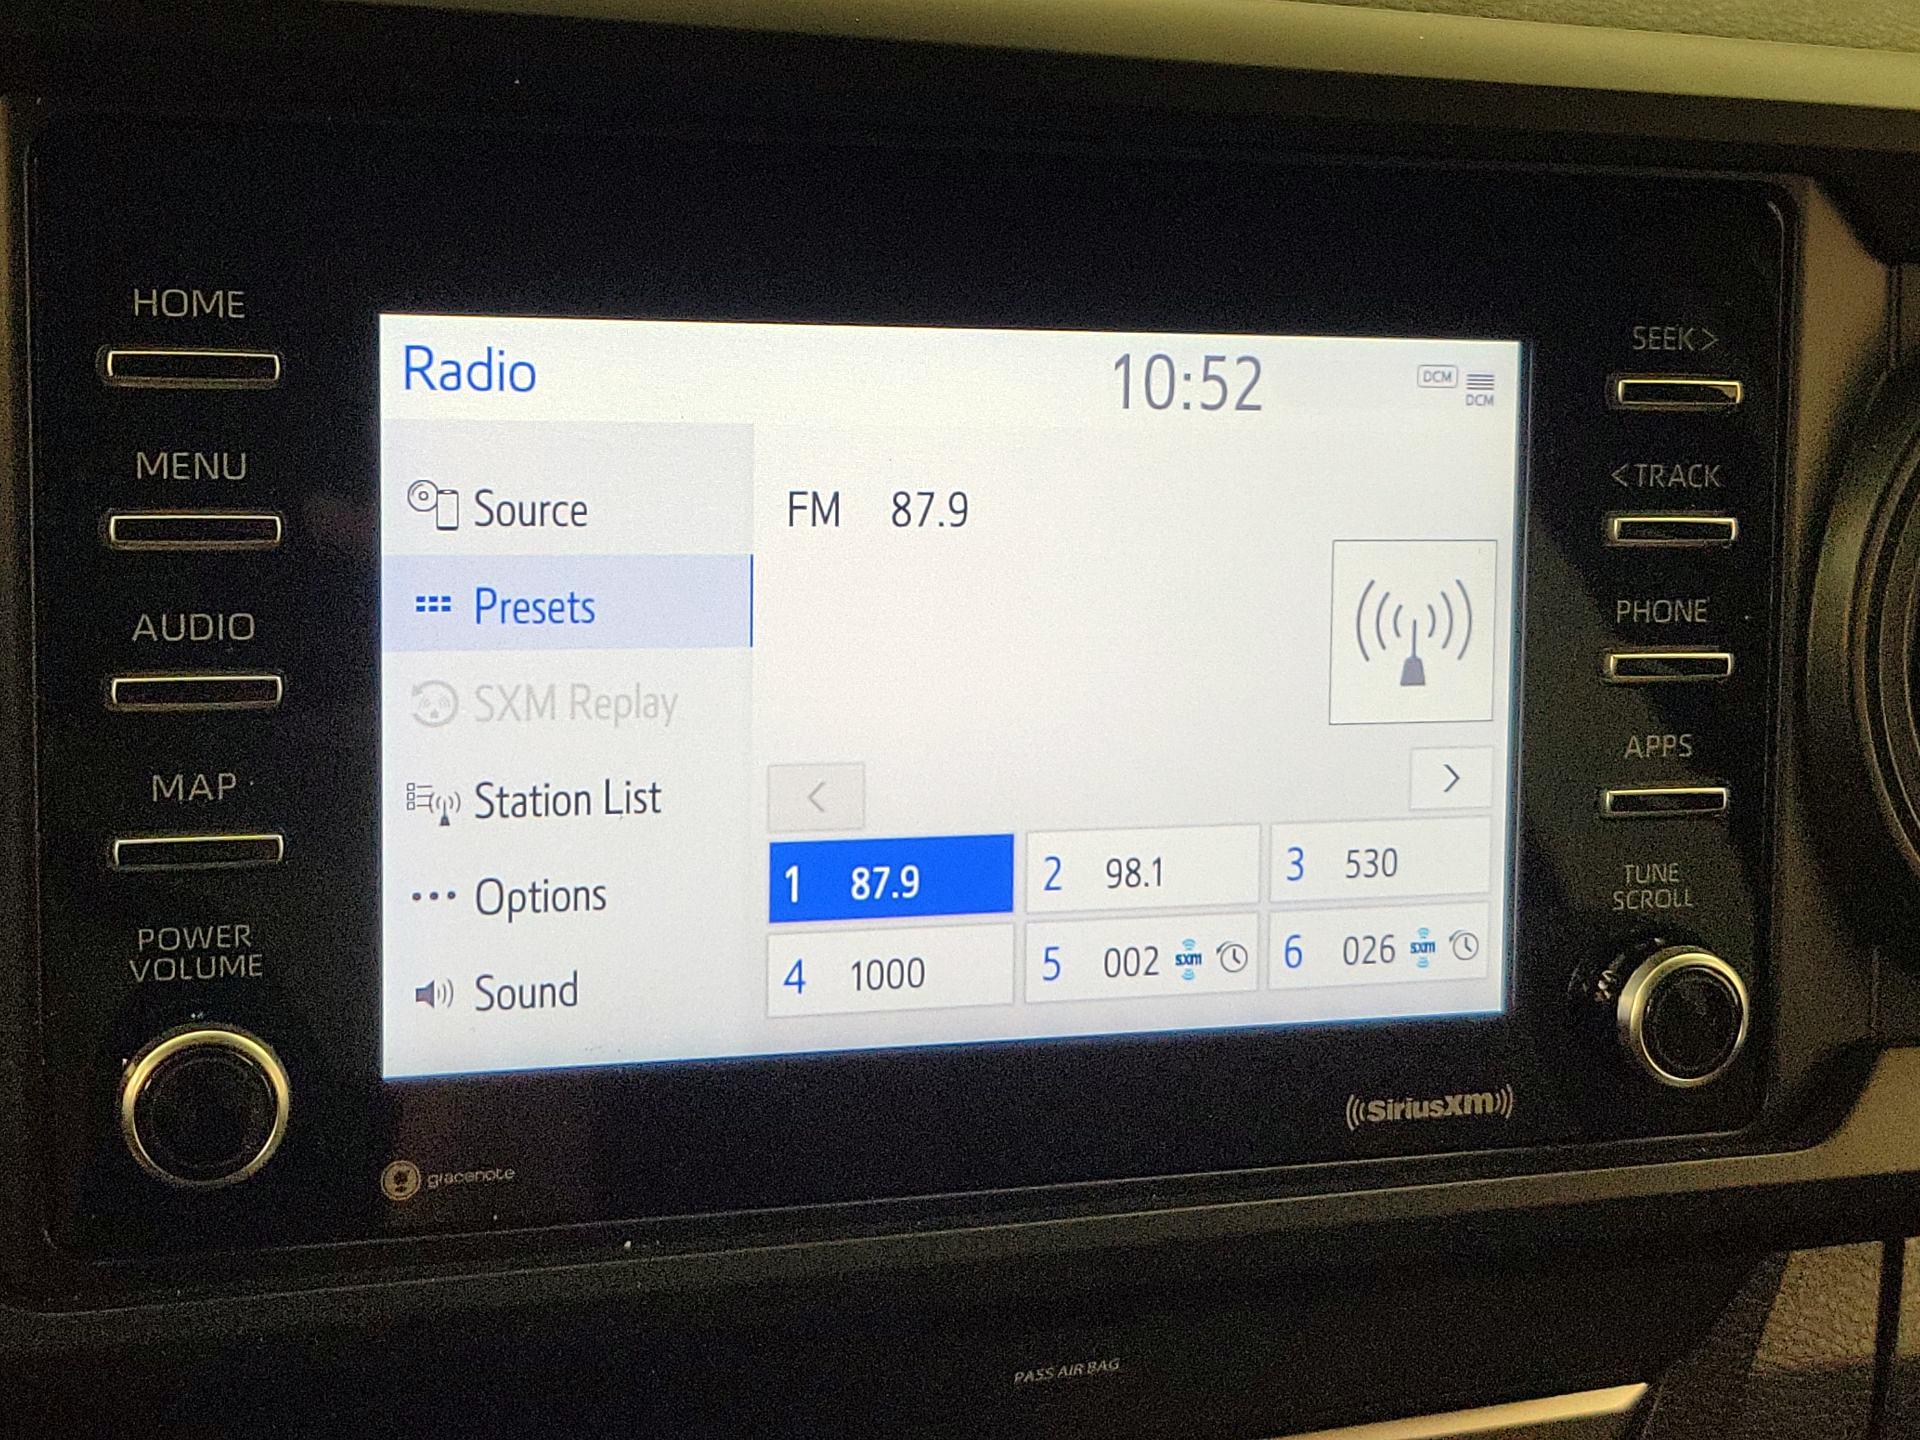 HOME
MENU
AUDIO
MAP
POWER
VOLUME
Radio
10:52
DCM
DCM
Source
Presets
SXM Replay
Station List
Options
Sound
FM 87.9
<
>
1 87.9
2 98.1
3 530
4 1000
5 002 sxm
6 026 sxm
SEEK >
< TRACK
PHONE
APPS
TUNE
SCROLL
gracenote
((SiriusXM))
PASS AIR BAG